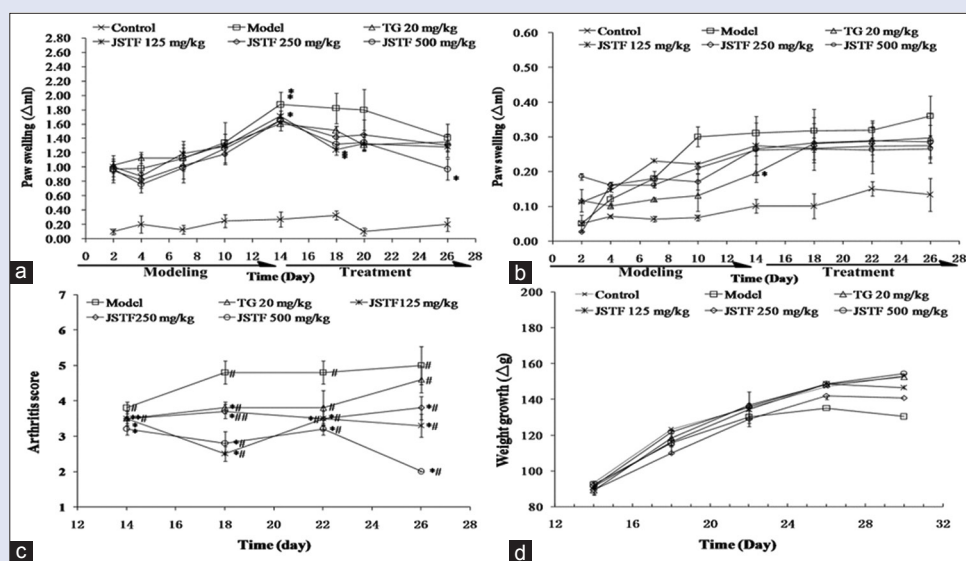 Control Model TG 20 mg/kg
JSTF 125 mg/kg JSTF 250 mg/kg JSTF 500 mg/kg
Paw swelling (△ml)
2.80
2.60
2.40
2.20
2.00
1.80
1.60
1.40
1.20
1.00
0.80
0.60
0.40
0.20
0.00
0 2 4 6 8 10 12 14 16 18 20 22 24 26 28
Modeling Time (Day) Treatment
a
Control Model TG 20 mg/kg
JSTF 125 mg/kg JSTF 250 mg/kg JSTF 500 mg/kg
Paw swelling (△ml)
0.60
0.50
0.40
0.30
0.20
0.10
0.00
0 2 4 6 8 10 12 14 16 18 20 22 24 26 28
Modeling Time (Day) Treatment
b
Model TG 20 mg/kg JSTF125 mg/kg
JSTF250 mg/kg JSTF 500 mg/kg
Arthritis score
7
6
5
4
3
2
1
12 14 16 18 20 22 24 26 28
Time (day)
c
Control Model TG 20 mg/kg
JSTF 125 mg/kg JSTF 250 mg/kg JSTF 500 mg/kg
Weight growth (△g)
200
180
160
140
120
100
80
12 16 20 24 28 32
Time (Day)
d